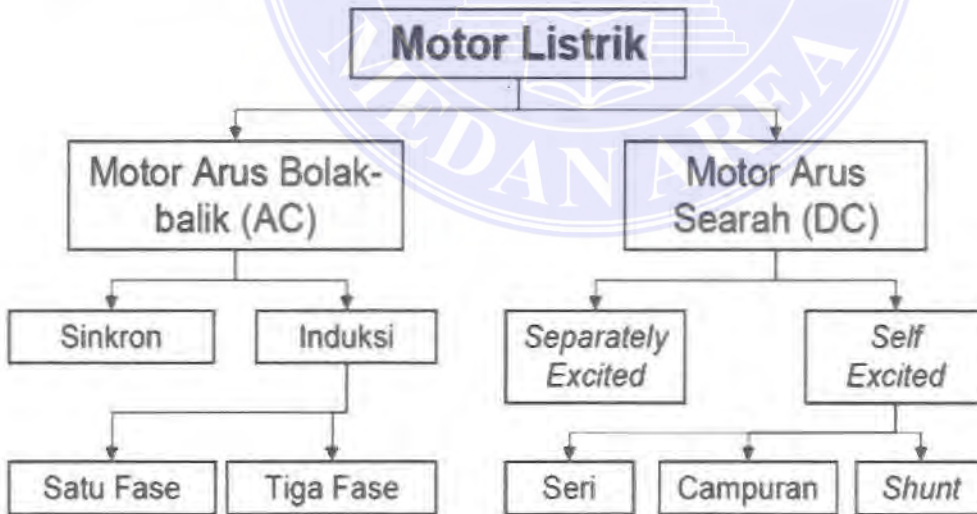 Motor Listrik
MEDAN AREA
Motor Arus Bolak-
balik (AC)
Motor Arus
Searah (DC)
Sinkron
Induksi
Separately
Excited
Self
Excited
Satu Fase
Tiga Fase
Seri
Campuran
Shunt